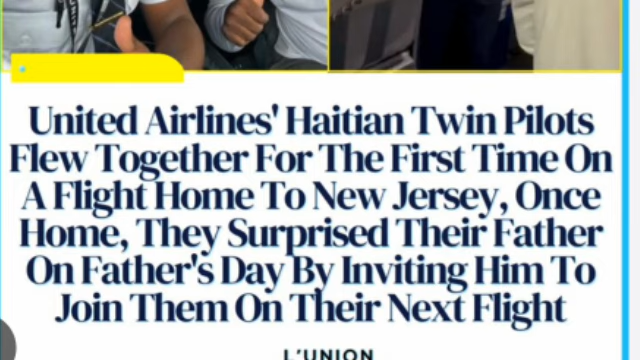 United Airlines' Haitian Twin Pilots
Flew Together For The First Time On
A Flight Home To New Jersey, Once
Home, They Surprised Their Father
On Father's Day By Inviting Him To
Join Them On Their Next Flight
L'UNION